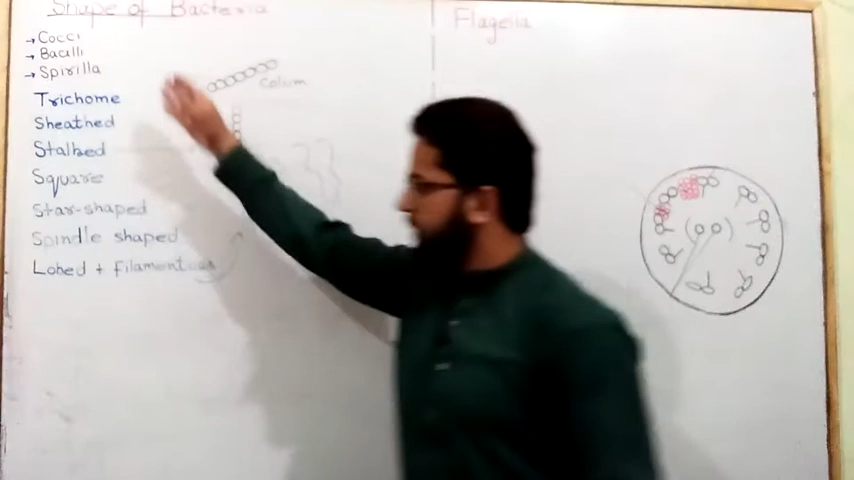 Shape of Bacteria
→ Cocci
→ Bacilli
→ Spirilla
Trichome
Sheathed
Stalked
Square
Star-shaped
Spindle shaped
Lobed + Filamentous
Colum
Flagella